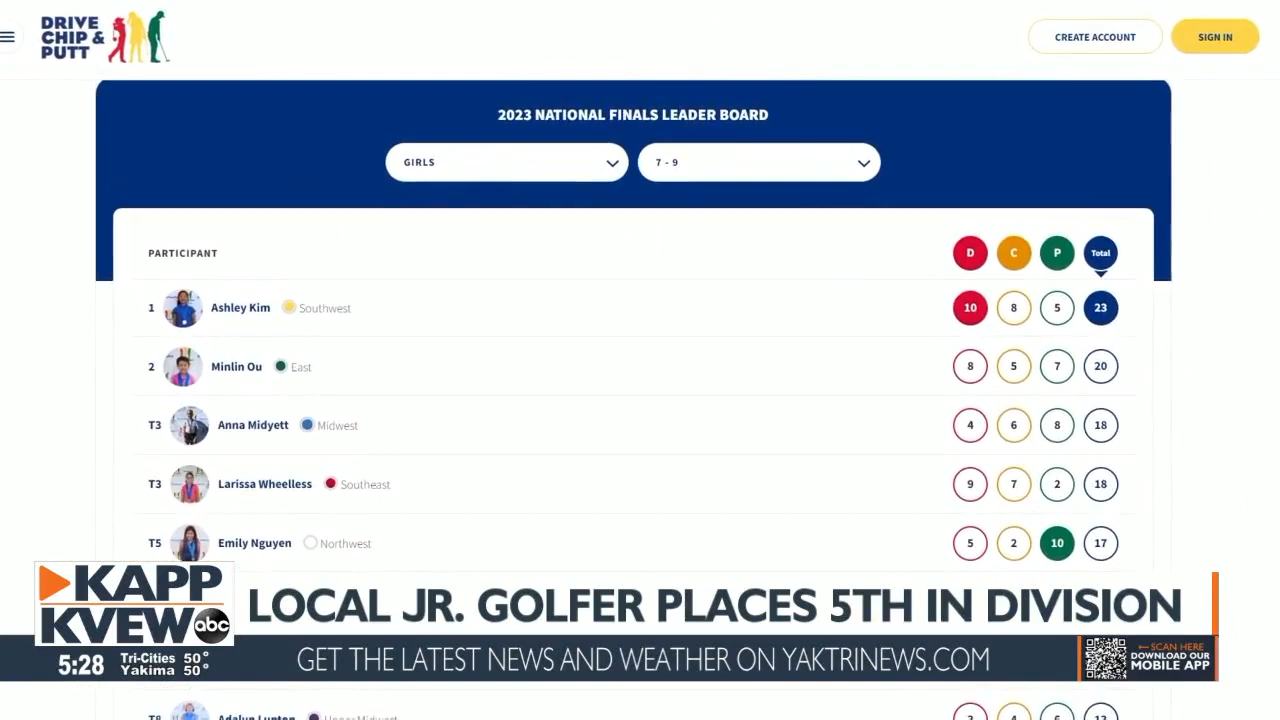 DRIVE
CHIP &
PUTT
CREATE ACCOUNT
SIGN IN
2023 NATIONAL FINALS LEADER BOARD
GIRLS
7 - 9
PARTICIPANT D C P Total
1 Ashley Kim Southwest 10 8 5 23
2 Minlin Ou East 8 5 7 20
T3 Anna Midyett Midwest 4 6 8 18
T3 Larissa Wheelless Southeast 9 7 2 18
T5 Emily Nguyen Northwest 5 2 10 17
KAPP
KVEW abc
LOCAL JR. GOLFER PLACES 5TH IN DIVISION
5:28
Tri-Cities 50°
Yakima 50°
GET THE LATEST NEWS AND WEATHER ON YAKTRINEWS.COM
SCAN HERE
DOWNLOAD OUR
MOBILE APP
T8 Adalyn Upper Midwest